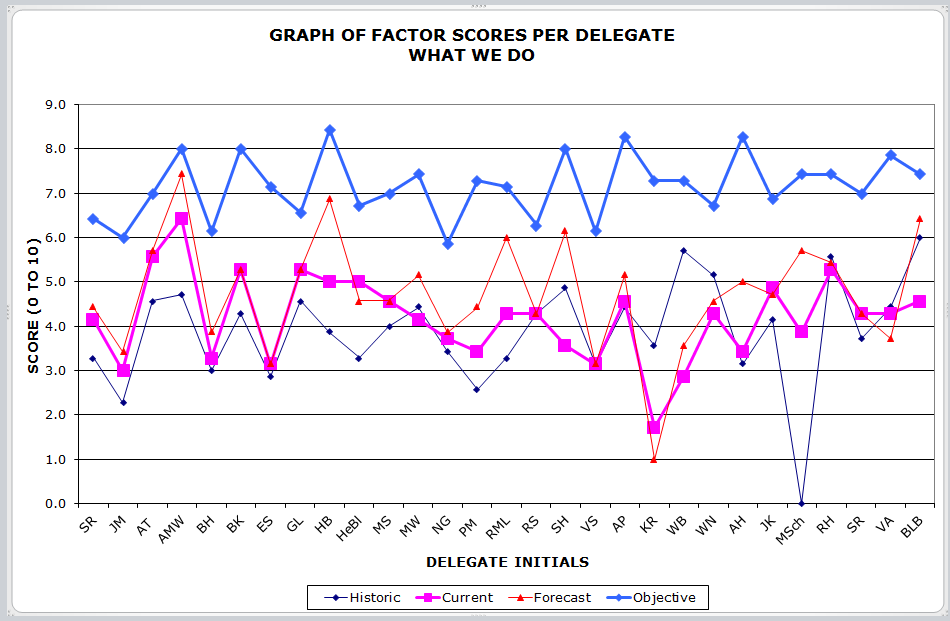 GRAPH OF FACTOR SCORES PER DELEGATE
WHAT WE DO
9.0
8.0
7.0
6.0
5.0
4.0
3.0
2.0
1.0
0.0
SCORE (0 TO 10)
SR JM AT AMW BH BK ES GL HB HeBl MS MW NG PM RML RS SH VS AP KR WB WN AH JK MSch RH SR VA BLB
DELEGATE INITIALS
Historic Current Forecast Objective